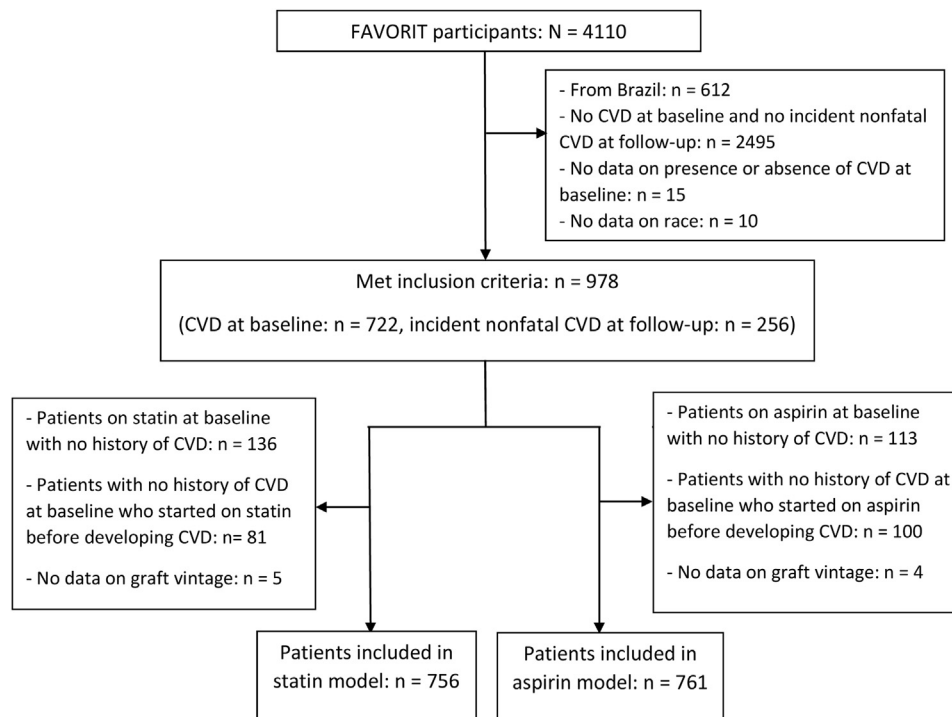 FAVORIT participants: N = 4110
- From Brazil: n = 612
- No CVD at baseline and no incident nonfatal
CVD at follow-up: n = 2495
- No data on presence or absence of CVD at
baseline: n = 15
- No data on race: n = 10
Met inclusion criteria: n = 978
(CVD at baseline: n = 722, incident nonfatal CVD at follow-up: n = 256)
- Patients on statin at baseline
with no history of CVD: n = 136
- Patients with no history of CVD
at baseline who started on statin
before developing CVD: n= 81
- No data on graft vintage: n = 5
- Patients on aspirin at baseline
with no history of CVD: n = 113
- Patients with no history of CVD at
baseline who started on aspirin
before developing CVD: n = 100
- No data on graft vintage: n = 4
Patients included in
statin model: n = 756
Patients included in
aspirin model: n = 761